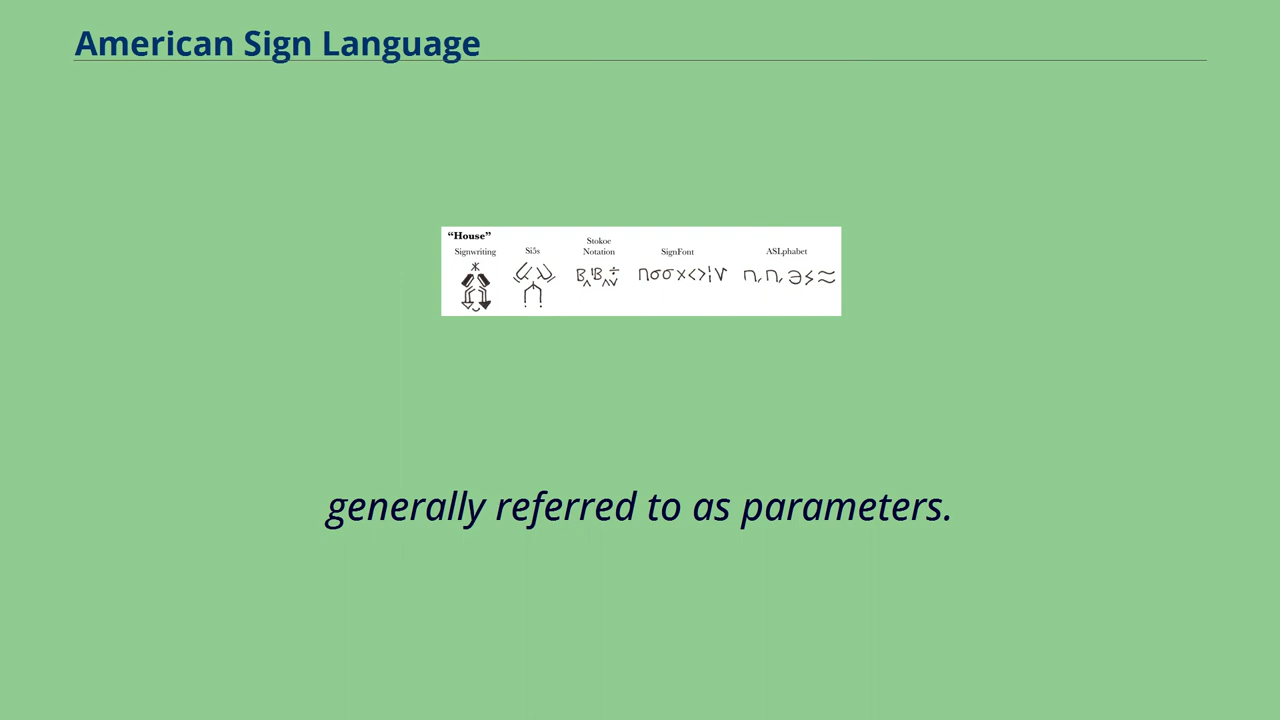 American Sign Language
“House”
Signwriting Si5s Stokoe Notation SignFont ASLphabet
generally referred to as parameters.